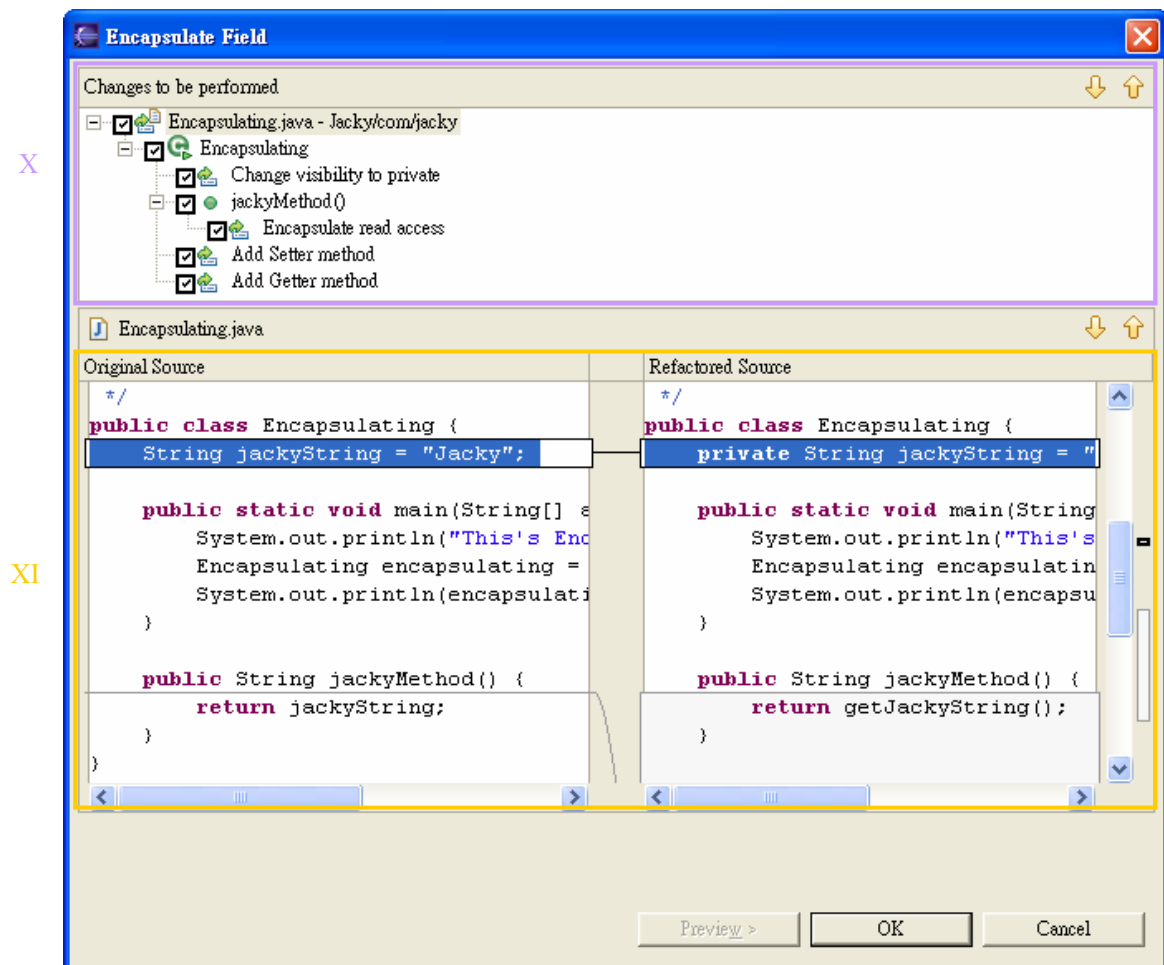 Encapsulate Field
Changes to be performed
Encapsulating.java - Jacky/com/jacky
Encapsulating
Change visibility to private
jackyMethod()
Encapsulate read access
Add Setter method
Add Getter method
X
Encapsulating.java
Original Source
*/
public class Encapsulating {
String jackyString = "Jacky";
public static void main(String[] a
System.out.println("This's Enc
Encapsulating encapsulating =
System.out.println(encapsulati
}
public String jackyMethod() {
return jackyString;
}
}
Refactored Source
*/
public class Encapsulating {
private String jackyString = "
public static void main(String
System.out.println("This's
Encapsulating encapsulatin
System.out.println(encapsu
}
public String jackyMethod() {
return getJackyString();
}
XI
Preview >
OK
Cancel